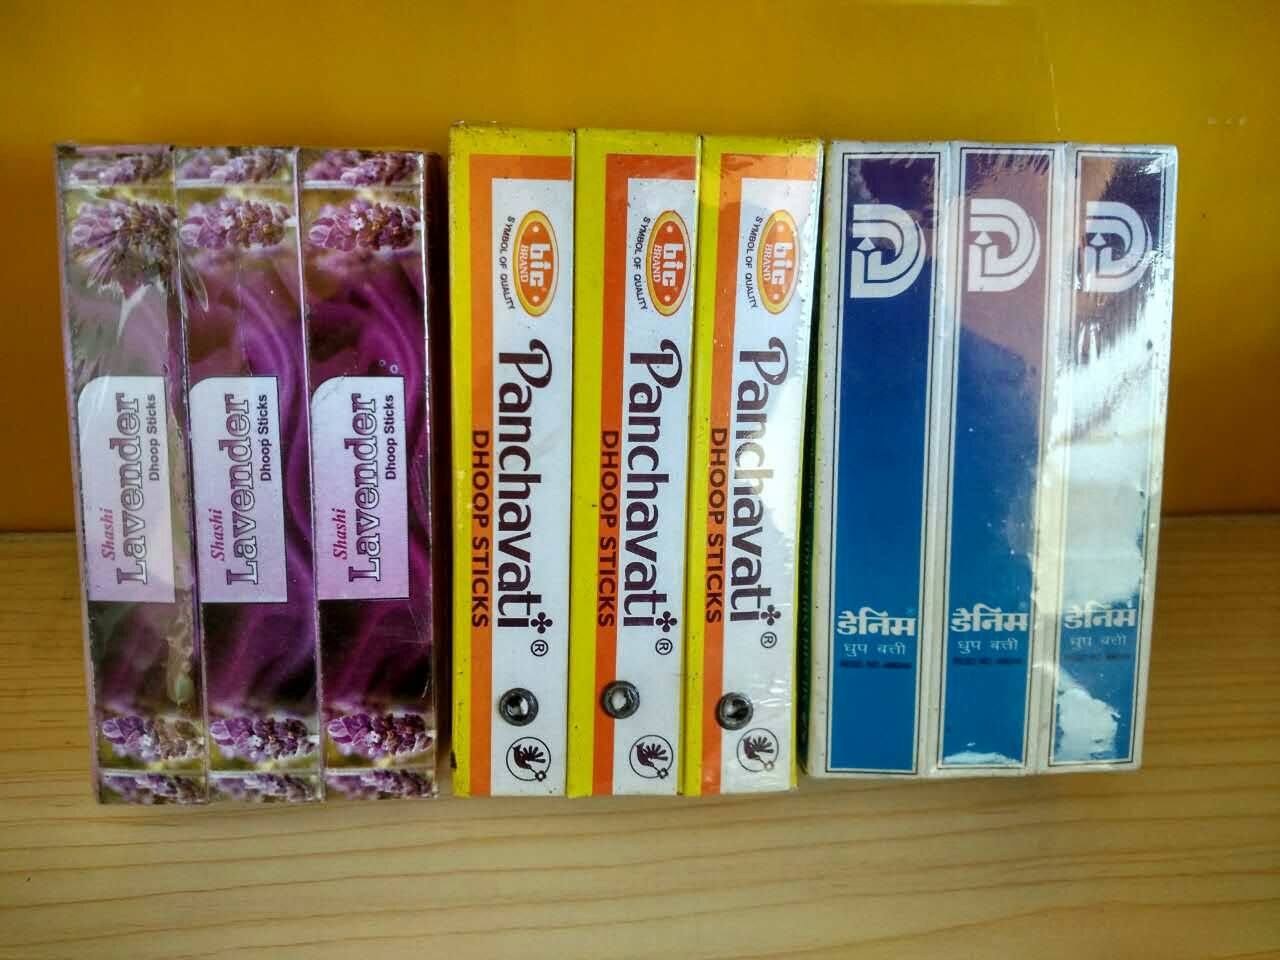 Shashi
Lavender
Dhoop Sticks
Shashi
Lavender
Dhoop Sticks
Shashi
Lavender
Dhoop Sticks
SYMBOL OF QUALITY
bic
BRAND
Panchavati®
DHOOP STICKS
SYMBOL OF QUALITY
bic
BRAND
Panchavati®
DHOOP STICKS
SYMBOL OF QUALITY
bic
BRAND
Panchavati®
DHOOP STICKS
डेनिम
धुप बत्ती
डेनिम
धुप बत्ती
डेनिम
धुप बत्ती